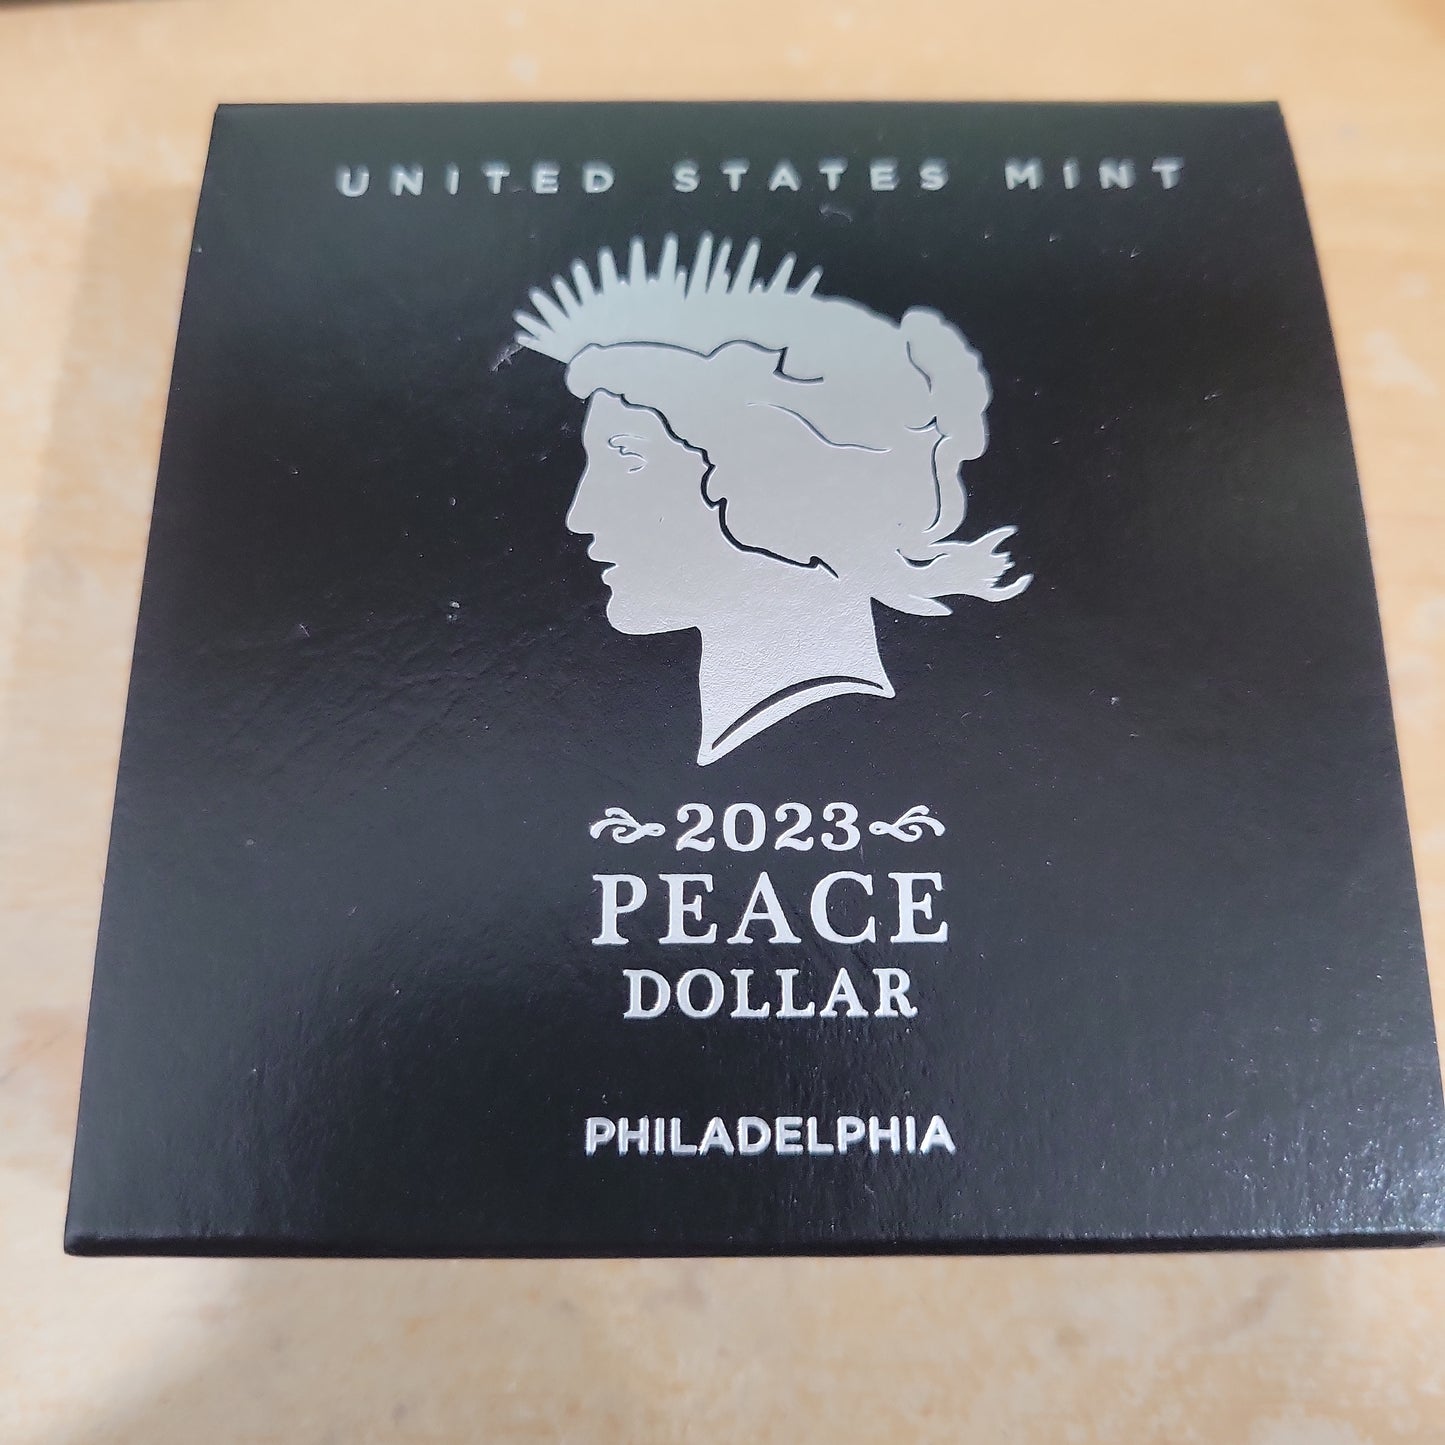 UNITED STATES MINT
2023
PEACE
DOLLAR
PHILADELPHIA